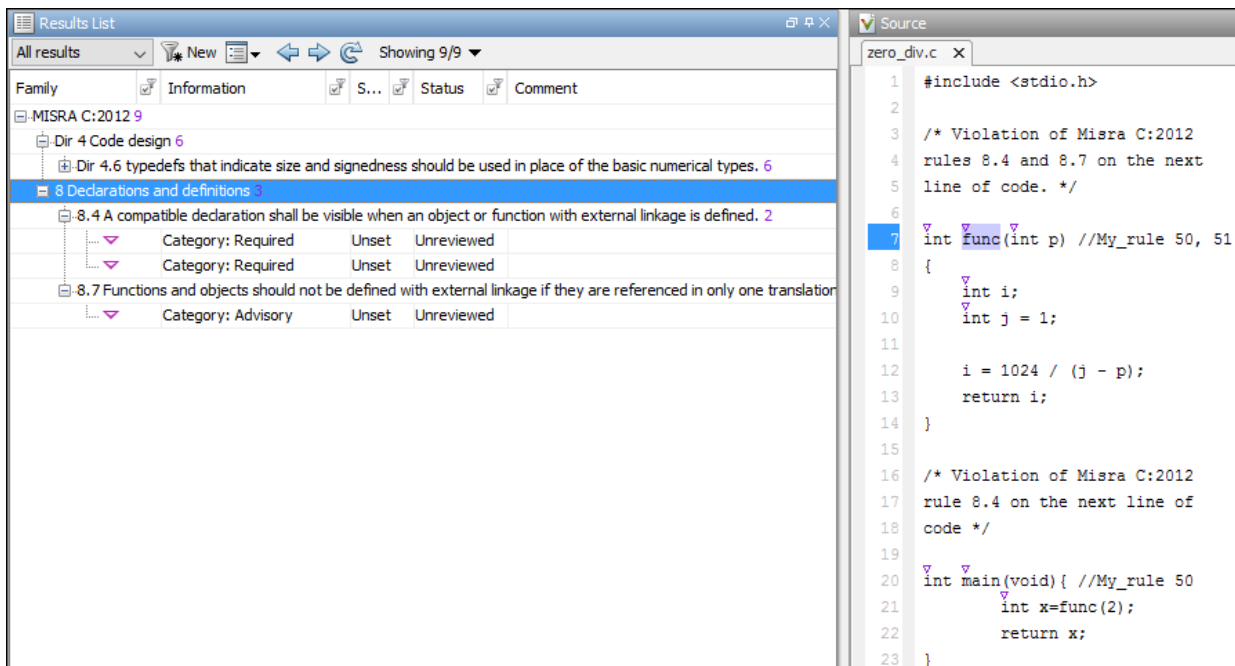 Results List
All results New Showing 9/9
Family Information S... Status Comment
MISRA C:2012 9
Dir 4 Code design 6
Dir 4.6 typedefs that indicate size and signedness should be used in place of the basic numerical types. 6
8 Declarations and definitions 3
8.4 A compatible declaration shall be visible when an object or function with external linkage is defined. 2
Category: Required Unset Unreviewed
Category: Required Unset Unreviewed
8.7 Functions and objects should not be defined with external linkage if they are referenced in only one translation
Category: Advisory Unset Unreviewed
Source
zero_div.c X
1 #include <stdio.h>
2
3 /* Violation of Misra C:2012
4 rules 8.4 and 8.7 on the next
5 line of code. */
6
7 int func(int p) //My_rule 50, 51
8 {
9 int i;
10 int j = 1;
11
12 i = 1024 / (j - p);
13 return i;
14 }
15
16 /* Violation of Misra C:2012
17 rule 8.4 on the next line of
18 code */
19
20 int main(void){ //My_rule 50
21 int x=func(2);
22 return x;
23 }